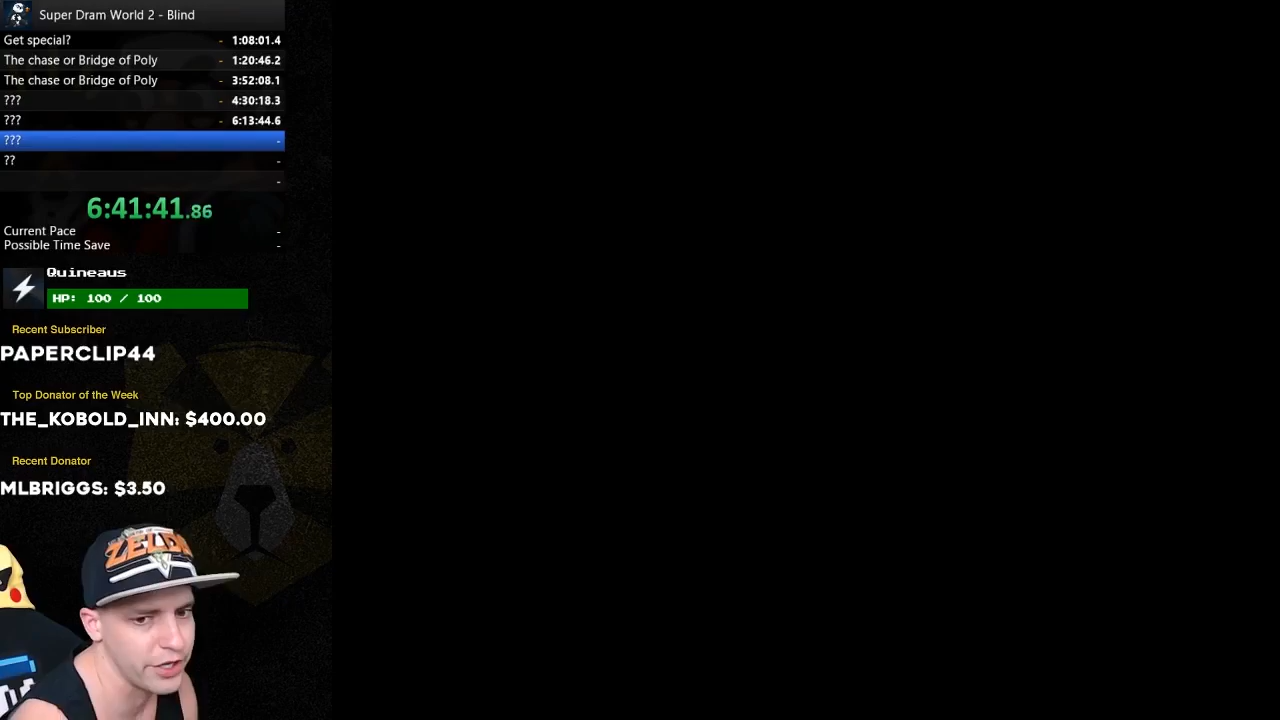 Super Dram World 2 - Blind
Get special? - 1:08:01.4
The chase or Bridge of Poly - 1:20:46.2
The chase or Bridge of Poly - 3:52:08.1
??? - 4:30:18.3
??? - 6:13:44.6
??? -
?? -
-
6:41:41.86
Current Pace -
Possible Time Save -
Quineaus
HP: 100 / 100
Recent Subscriber
PAPERCLIP44
Top Donator of the Week
THE_KOBOLD_INN: $400.00
Recent Donator
MLBRIGGS: $3.50
ZELDA